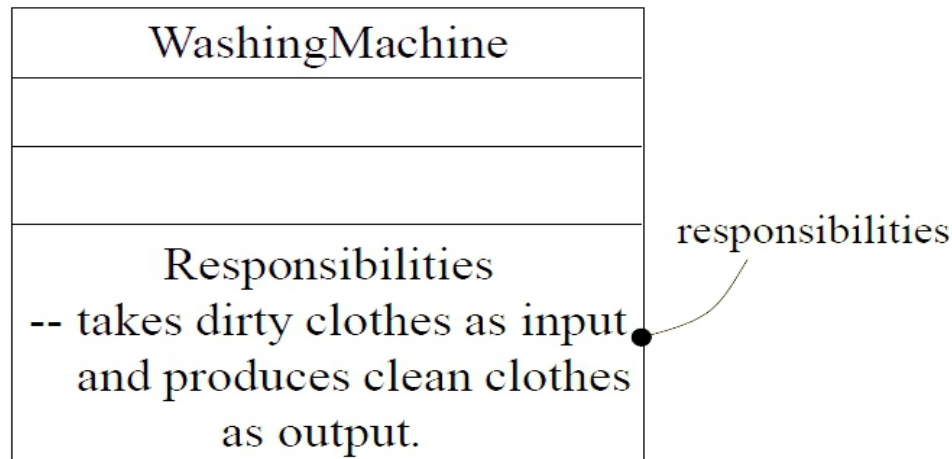 WashingMachine
Responsibilities
-- takes dirty clothes as input
and produces clean clothes
as output.
responsibilities